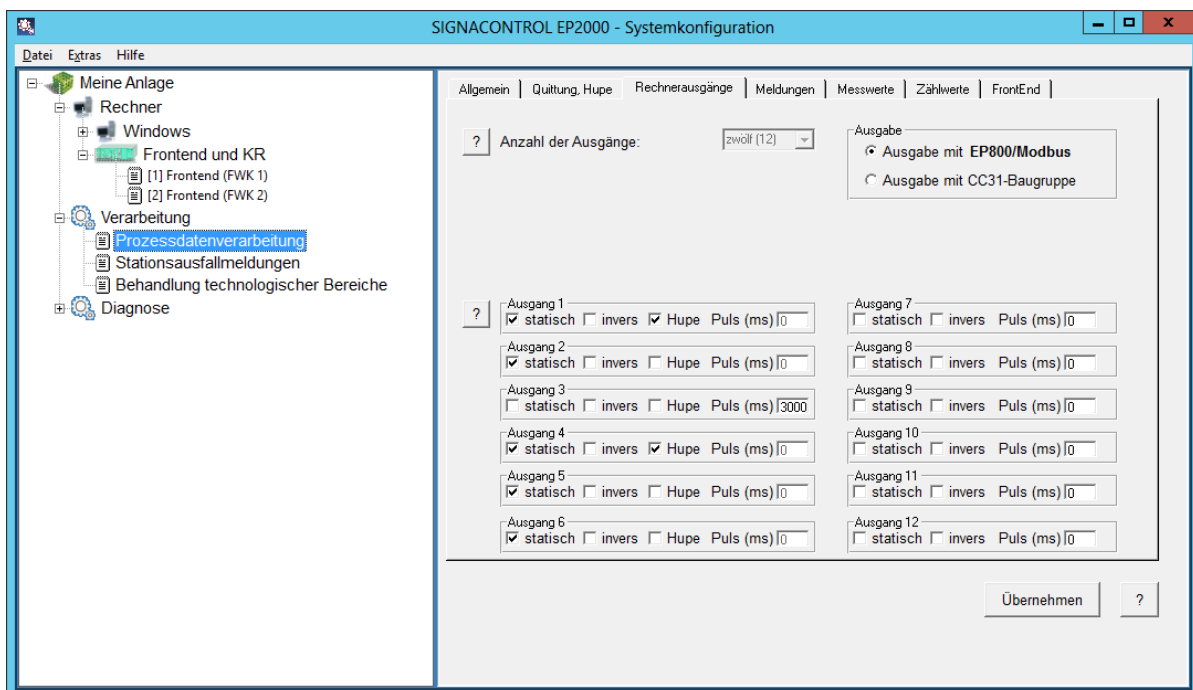 SIGNACONTROL EP2000 - Systemkonfiguration
Datei Extras Hilfe
Meine Anlage
Rechner
Windows
Frontend und KR
[1] Frontend (FWK 1)
[2] Frontend (FWK 2)
Verarbeitung
Prozessdatenverarbeitung
Stationsausfallmeldungen
Behandlung technologischer Bereiche
Diagnose
Allgemein Quittung, Hupe Rechnerausgänge Meldungen Messwerte Zählwerte FrontEnd
? Anzahl der Ausgänge: zwölf (12)
Ausgabe
Ausgabe mit EP800/Modbus
Ausgabe mit CC31-Baugruppe
?
Ausgang 1
statisch invers Hupe Puls (ms) 0
Ausgang 2
statisch invers Hupe Puls (ms) 0
Ausgang 3
statisch invers Hupe Puls (ms) 3000
Ausgang 4
statisch invers Hupe Puls (ms) 0
Ausgang 5
statisch invers Hupe Puls (ms) 0
Ausgang 6
statisch invers Hupe Puls (ms) 0
Ausgang 7
statisch invers Puls (ms) 0
Ausgang 8
statisch invers Puls (ms) 0
Ausgang 9
statisch invers Puls (ms) 0
Ausgang 10
statisch invers Puls (ms) 0
Ausgang 11
statisch invers Puls (ms) 0
Ausgang 12
statisch invers Puls (ms) 0
Übernehmen ?